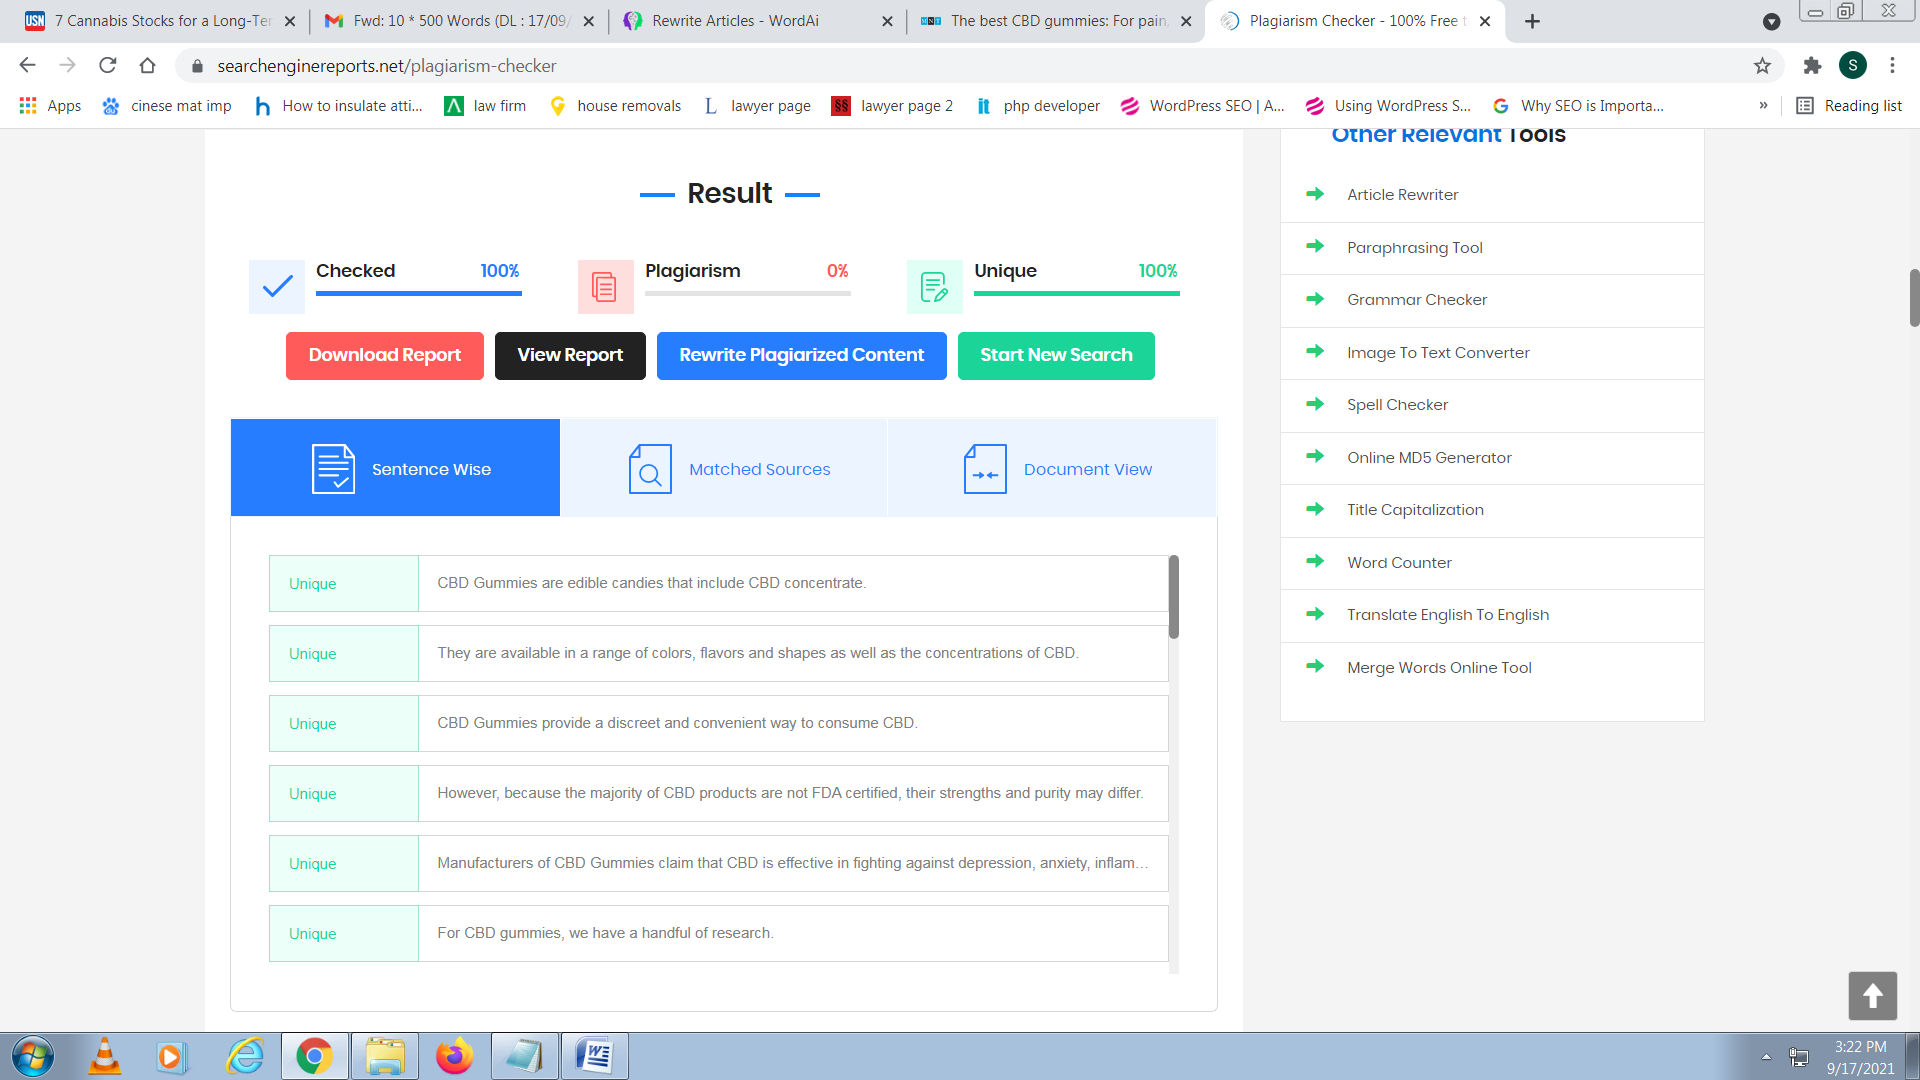 USN 7 Cannabis Stocks for a Long-Ter
Fwd: 10 * 500 Words (DL : 17/09/
Rewrite Articles - WordAi
MNT The best CBD gummies: For pain,
Plagiarism Checker - 100% Free t
searchenginereports.net/plagiarism-checker
S
Apps
cinese mat imp
How to insulate atti...
law firm
house removals
L lawyer page
lawyer page 2
it php developer
WordPress SEO | A...
Using WordPress S...
Why SEO is Importa...
»
Reading list
Result
Checked 100%
Plagiarism 0%
Unique 100%
Download Report
View Report
Rewrite Plagiarized Content
Start New Search
Sentence Wise
Matched Sources
Document View
Unique CBD Gummies are edible candies that include CBD concentrate.
Unique They are available in a range of colors, flavors and shapes as well as the concentrations of CBD.
Unique CBD Gummies provide a discreet and convenient way to consume CBD.
Unique However, because the majority of CBD products are not FDA certified, their strengths and purity may differ.
Unique Manufacturers of CBD Gummies claim that CBD is effective in fighting against depression, anxiety, inflam...
Unique For CBD gummies, we have a handful of research.
Other Relevant Tools
Article Rewriter
Paraphrasing Tool
Grammar Checker
Image To Text Converter
Spell Checker
Online MD5 Generator
Title Capitalization
Word Counter
Translate English To English
Merge Words Online Tool
3:22 PM
9/17/2021